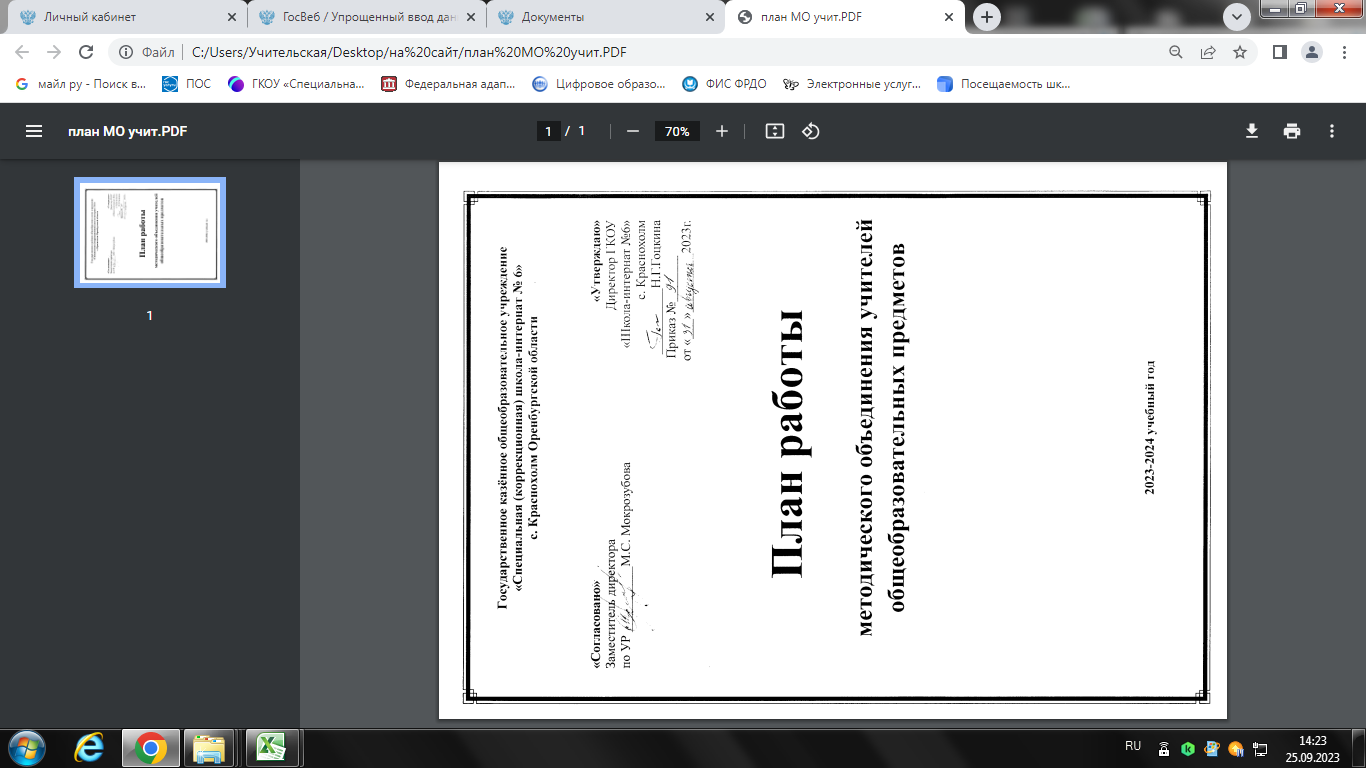 Личный кабинет
ГосВеб / Упрощенный ввод дан
Документы
план МО учит.PDF
Файл
C:/Users/Учительская/Desktop/на%20сайт/план%20МО%20учит.PDF
майл ру - Поиск в...
ПОС
ГКОУ «Специальна...
Федеральная адап...
Цифровое образо...
ФИС ФРДО
Электронные услуг...
Посещаемость шк...
план МО учит.PDF
1 / 1
70%
1
Государственное казённое общеобразовательное учреждение
«Специальная (коррекционная) школа-интернат № 6»
с. Краснохолм Оренбургской области
«Согласовано»
Заместитель директора
по УР М.С. Мокрозубова
«Утверждаю»
Директор ГКОУ
«Школа-интернат №6»
с. Краснохолм
Н.Г.Гоцкина
Приказ № 91
от « 31 » августа 2023г.
План работы
методического объединения учителей
общеобразовательных предметов
2023-2024 учебный год
RU
14:23
25.09.2023